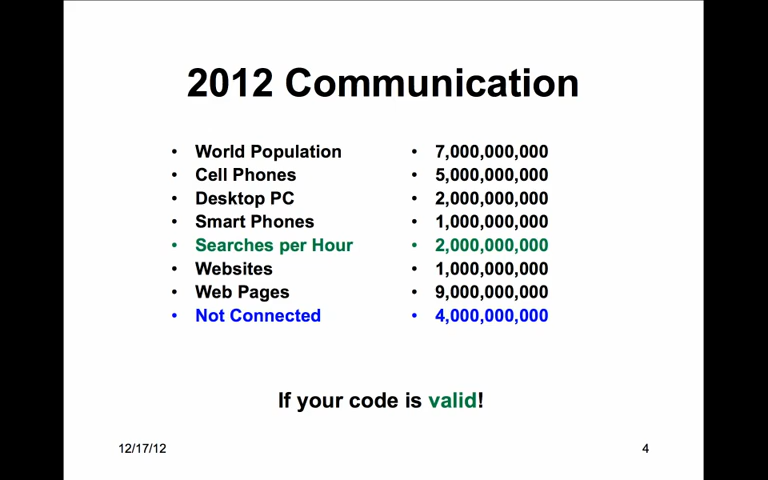 2012 Communication
• World Population • 7,000,000,000
• Cell Phones • 5,000,000,000
• Desktop PC • 2,000,000,000
• Smart Phones • 1,000,000,000
• Searches per Hour • 2,000,000,000
• Websites • 1,000,000,000
• Web Pages • 9,000,000,000
• Not Connected • 4,000,000,000
If your code is valid!
12/17/12 4